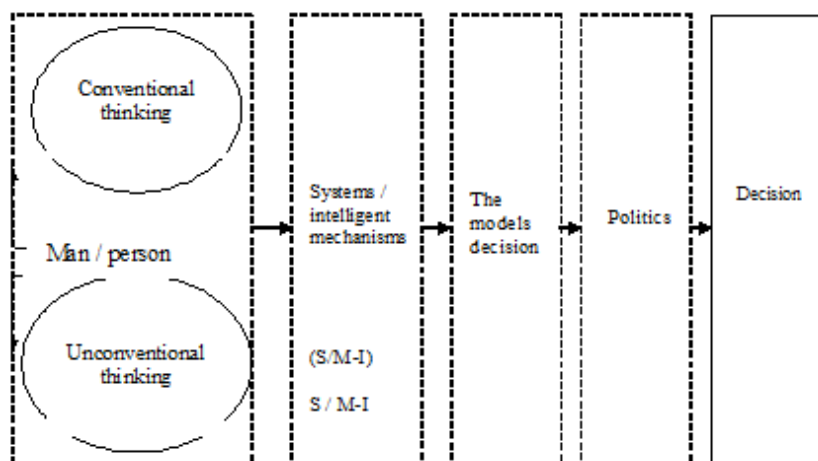 Conventional
thinking
Man / person
Unconventional
thinking
Systems /
intelligent
mechanisms
(S/M-I)
S / M-I
The
models
decision
Politics
Decision